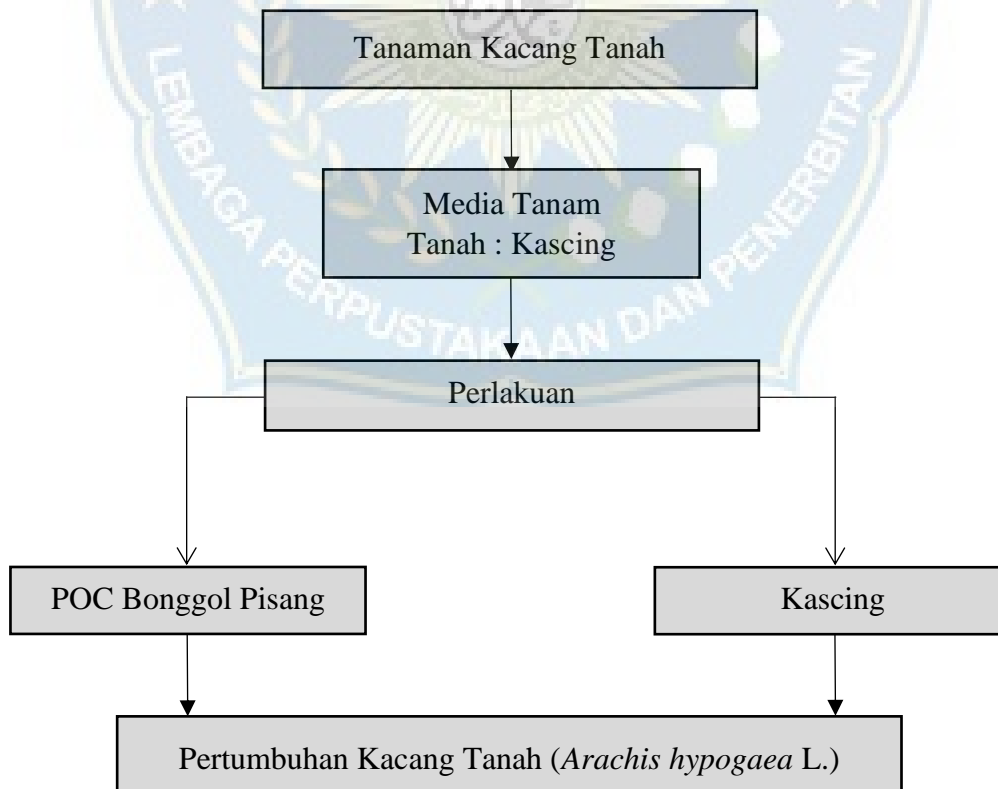 Tanaman Kacang Tanah
Media Tanam
Tanah : Kascing
LEMBAGA PERPUSTAKAAN DAN PENERBITAN
Perlakuan
POC Bonggol Pisang
Kascing
Pertumbuhan Kacang Tanah (Arachis hypogaea L.)